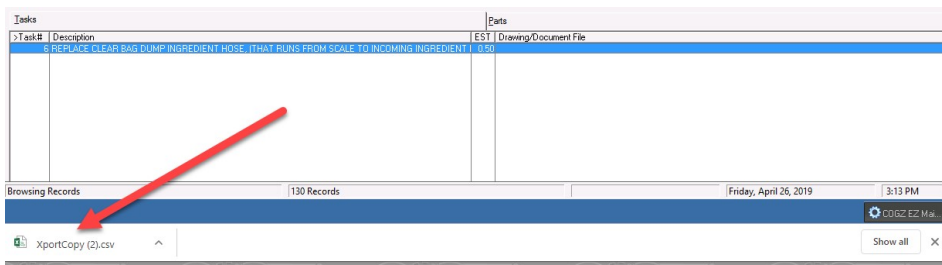 Tasks
Parts
>Task# Description EST Drawing/Document File
6 REPLACE CLEAR BAG DUMP INGREDIENT HOSE, (THAT RUNS FROM SCALE TO INCOMING INGREDIENT 0.50
Browsing Records 130 Records Friday, April 26, 2019 3:13 PM
COGZ EZ Mai...
XportCopy (2).csv
Show all